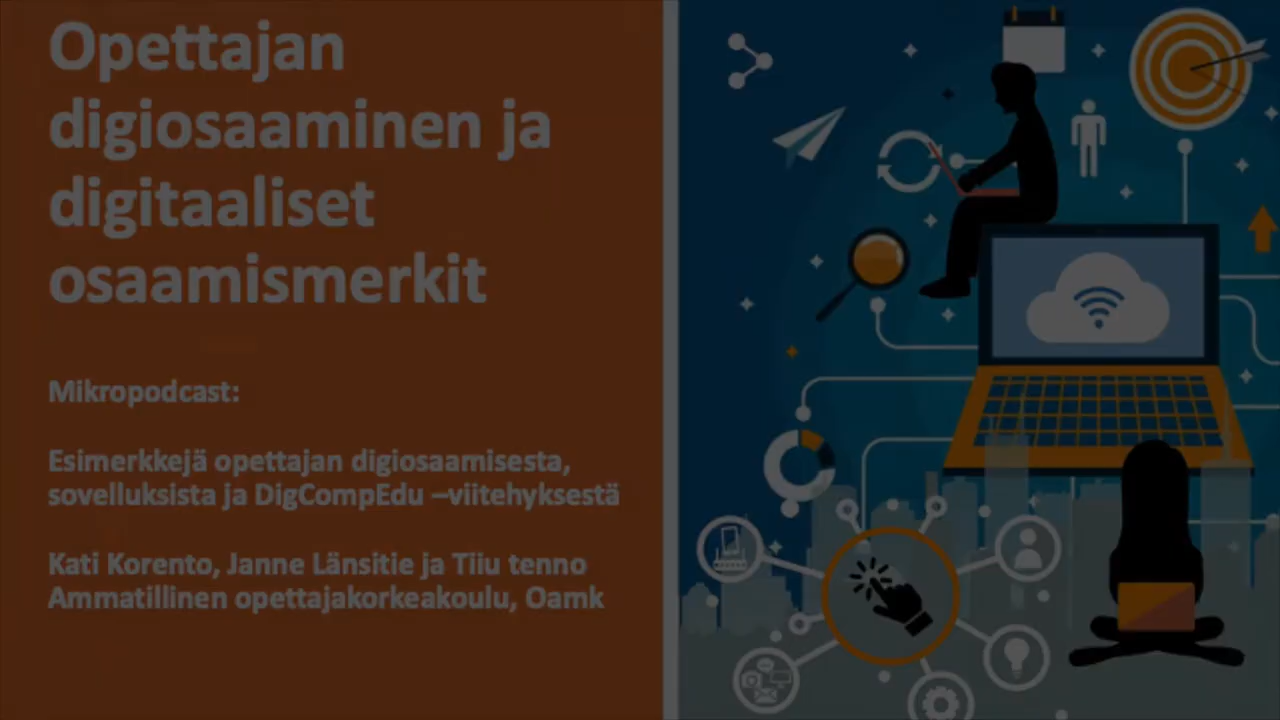 Opettajan
digiosaaminen ja
digitaaliset
osaamismerkit
Mikropodcast:
Esimerkkejä opettajan digiosaamisesta,
sovelluksista ja DigCompEdu –viitehyksestä
Kati Korento, Janne Länsitie ja Tiiu tenno
Ammatillinen opettajakorkeakoulu, Oamk